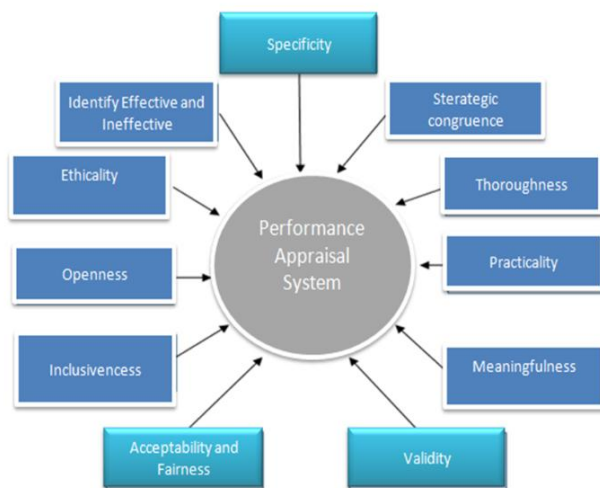 Specificity
Identify Effective and
Ineffective
Sterategic
congruence
Ethicality
Thoroughness
Performance
Appraisal
System
Openness
Practicality
Inclusivencess
Meaningfulness
Acceptability and
Fairness
Validity